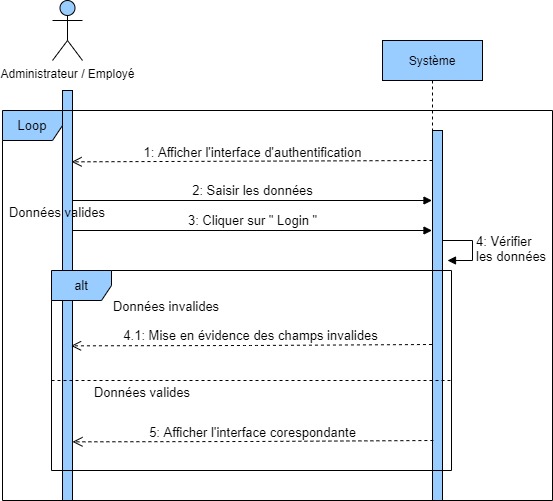 Administrateur / Employé
Système
Loop
1: Afficher l'interface d'authentification
2: Saisir les données
Données valides
3: Cliquer sur " Login "
4: Vérifier
les données
alt
Données invalides
4.1: Mise en évidence des champs invalides
Données valides
5: Afficher l'interface corespondante